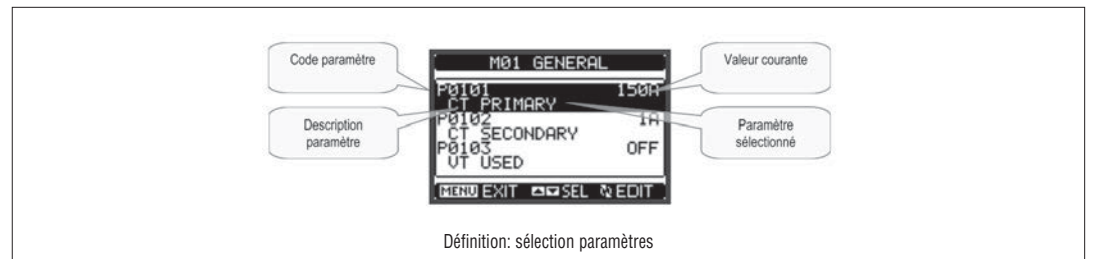 Code paramètre
Valeur courante
Description
paramètre
Paramètre
sélectionné
M01 GENERAL
P0101 150A
CT PRIMARY
P0102 1A
CT SECONDARY
P0103 OFF
VT USED
MENU EXIT ▲▼ SEL ↻ EDIT
Définition: sélection paramètres